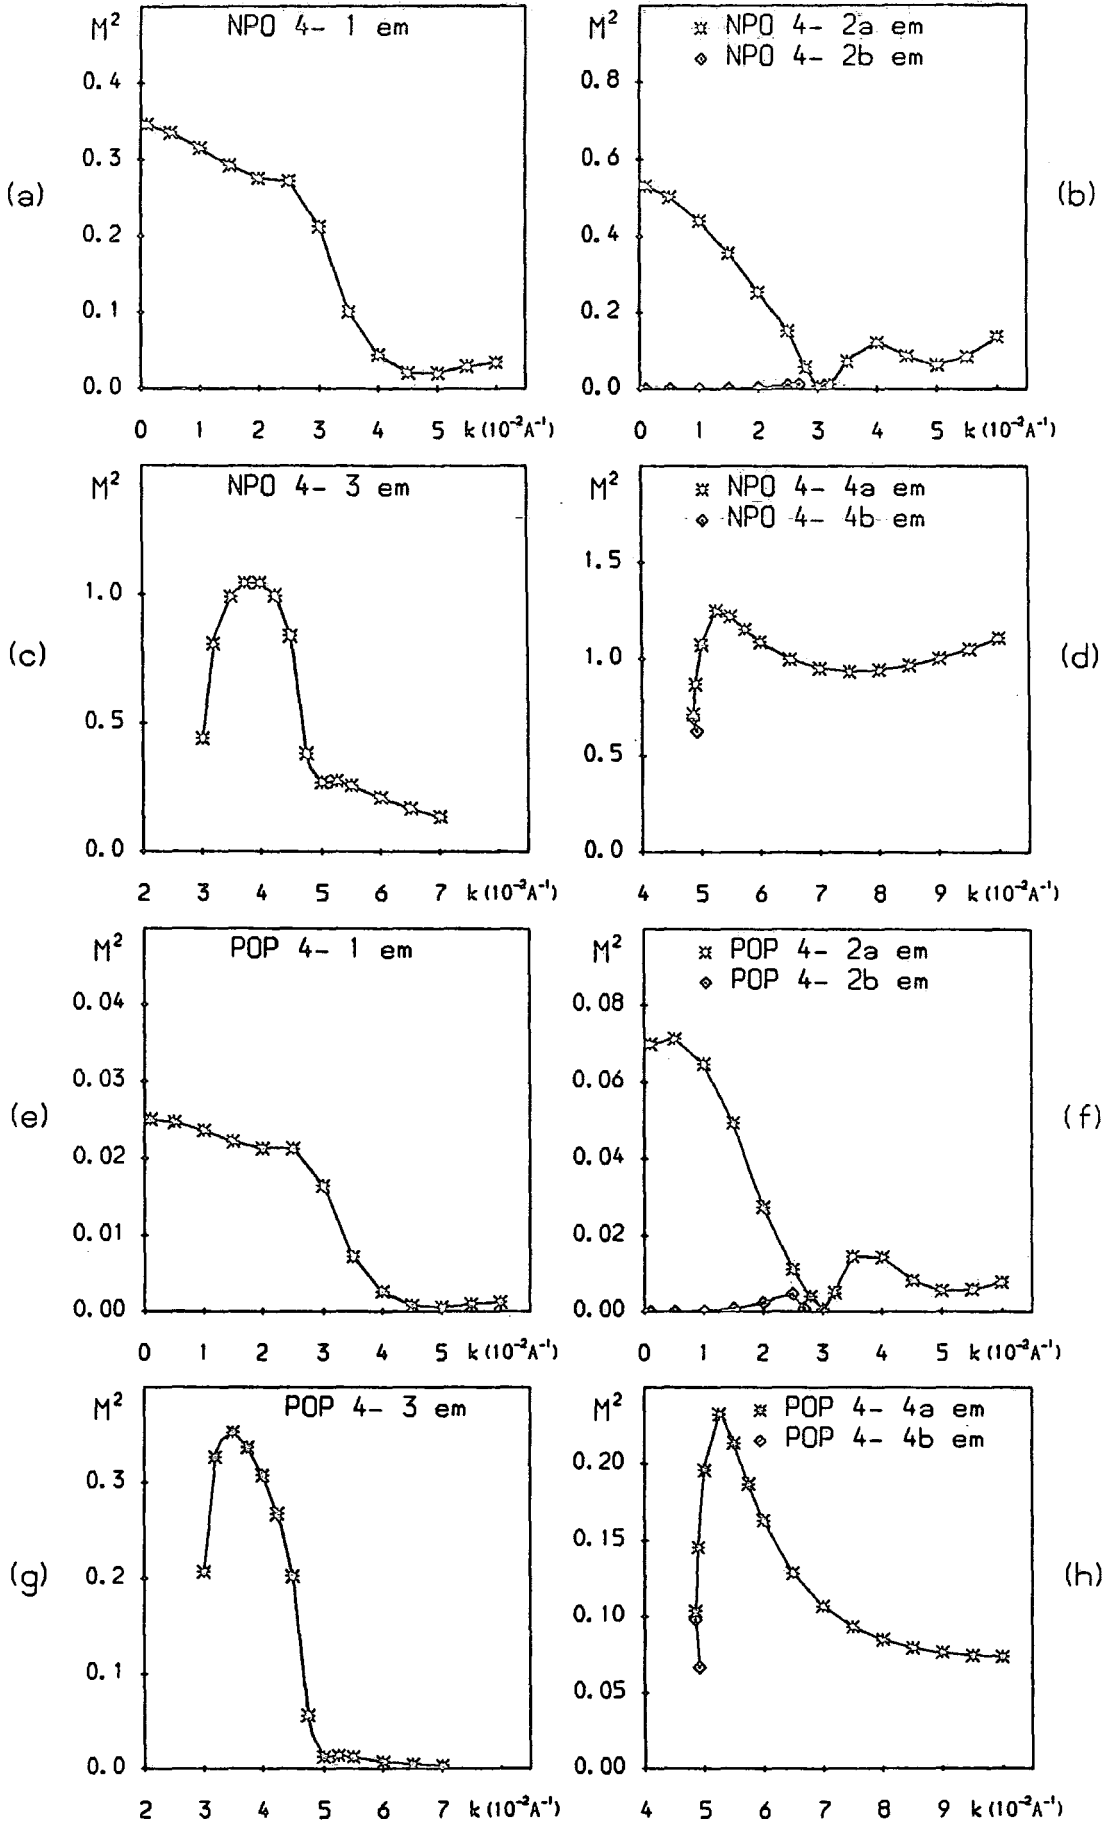 (a)
M²
NPO 4- 1 em
0.4
0.3
0.2
0.1
0.0
0 1 2 3 4 5 k (10⁻²A⁻¹)
(b)
M²
NPO 4- 2a em
NPO 4- 2b em
0.8
0.6
0.4
0.2
0.0
0 1 2 3 4 5 k (10⁻²A⁻¹)
(c)
M²
NPO 4- 3 em
1.0
0.5
0.0
2 3 4 5 6 7 k (10⁻²A⁻¹)
(d)
M²
NPO 4- 4a em
NPO 4- 4b em
1.5
1.0
0.5
0.0
4 5 6 7 8 9 k (10⁻²A⁻¹)
(e)
M²
POP 4- 1 em
0.04
0.03
0.02
0.01
0.00
0 1 2 3 4 5 k (10⁻²A⁻¹)
(f)
M²
POP 4- 2a em
POP 4- 2b em
0.08
0.06
0.04
0.02
0.00
0 1 2 3 4 5 k (10⁻²A⁻¹)
(g)
M²
POP 4- 3 em
0.3
0.2
0.1
0.0
2 3 4 5 6 7 8 k (10⁻²A⁻¹)
(h)
M²
POP 4- 4a em
POP 4- 4b em
0.20
0.15
0.10
0.05
0.00
4 5 6 7 8 9 k (10⁻²A⁻¹)